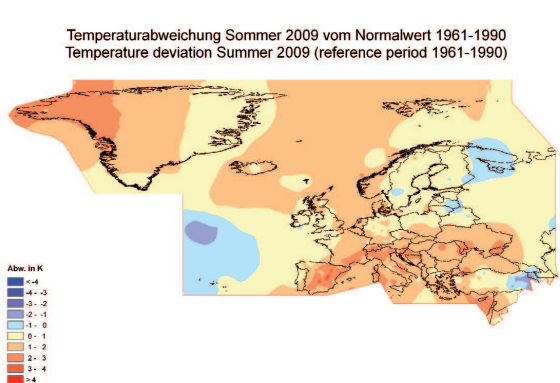 Temperaturabweichung Sommer 2009 vom Normalwert 1961-1990
Temperature deviation Summer 2009 (reference period 1961-1990)
Abw. in K
< -4
-4 - -3
-3 - -2
-2 - -1
-1 - 0
0 - 1
1 - 2
2 - 3
3 - 4
> 4